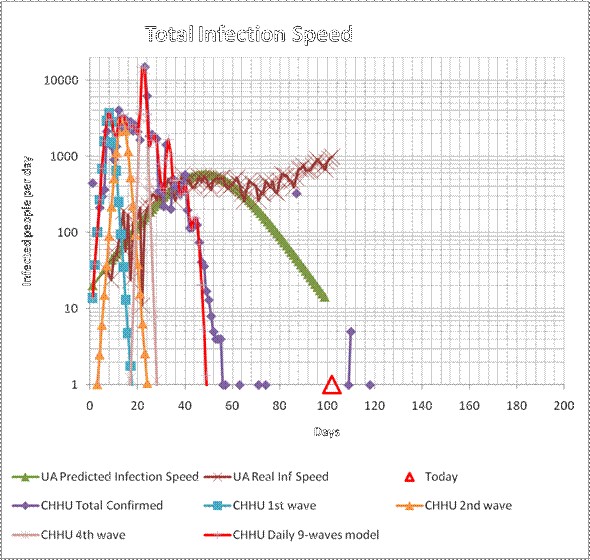 Total Infection Speed
Infected people per day
10000
1000
100
10
1
0 20 40 60 80 100 120 140 160 180 200
Days
UA Predicted Infection Speed UA Real Inf Speed Today
CHHU Total Confirmed CHHU 1st wave CHHU 2nd wave
CHHU 4th wave CHHU Daily 9-waves model